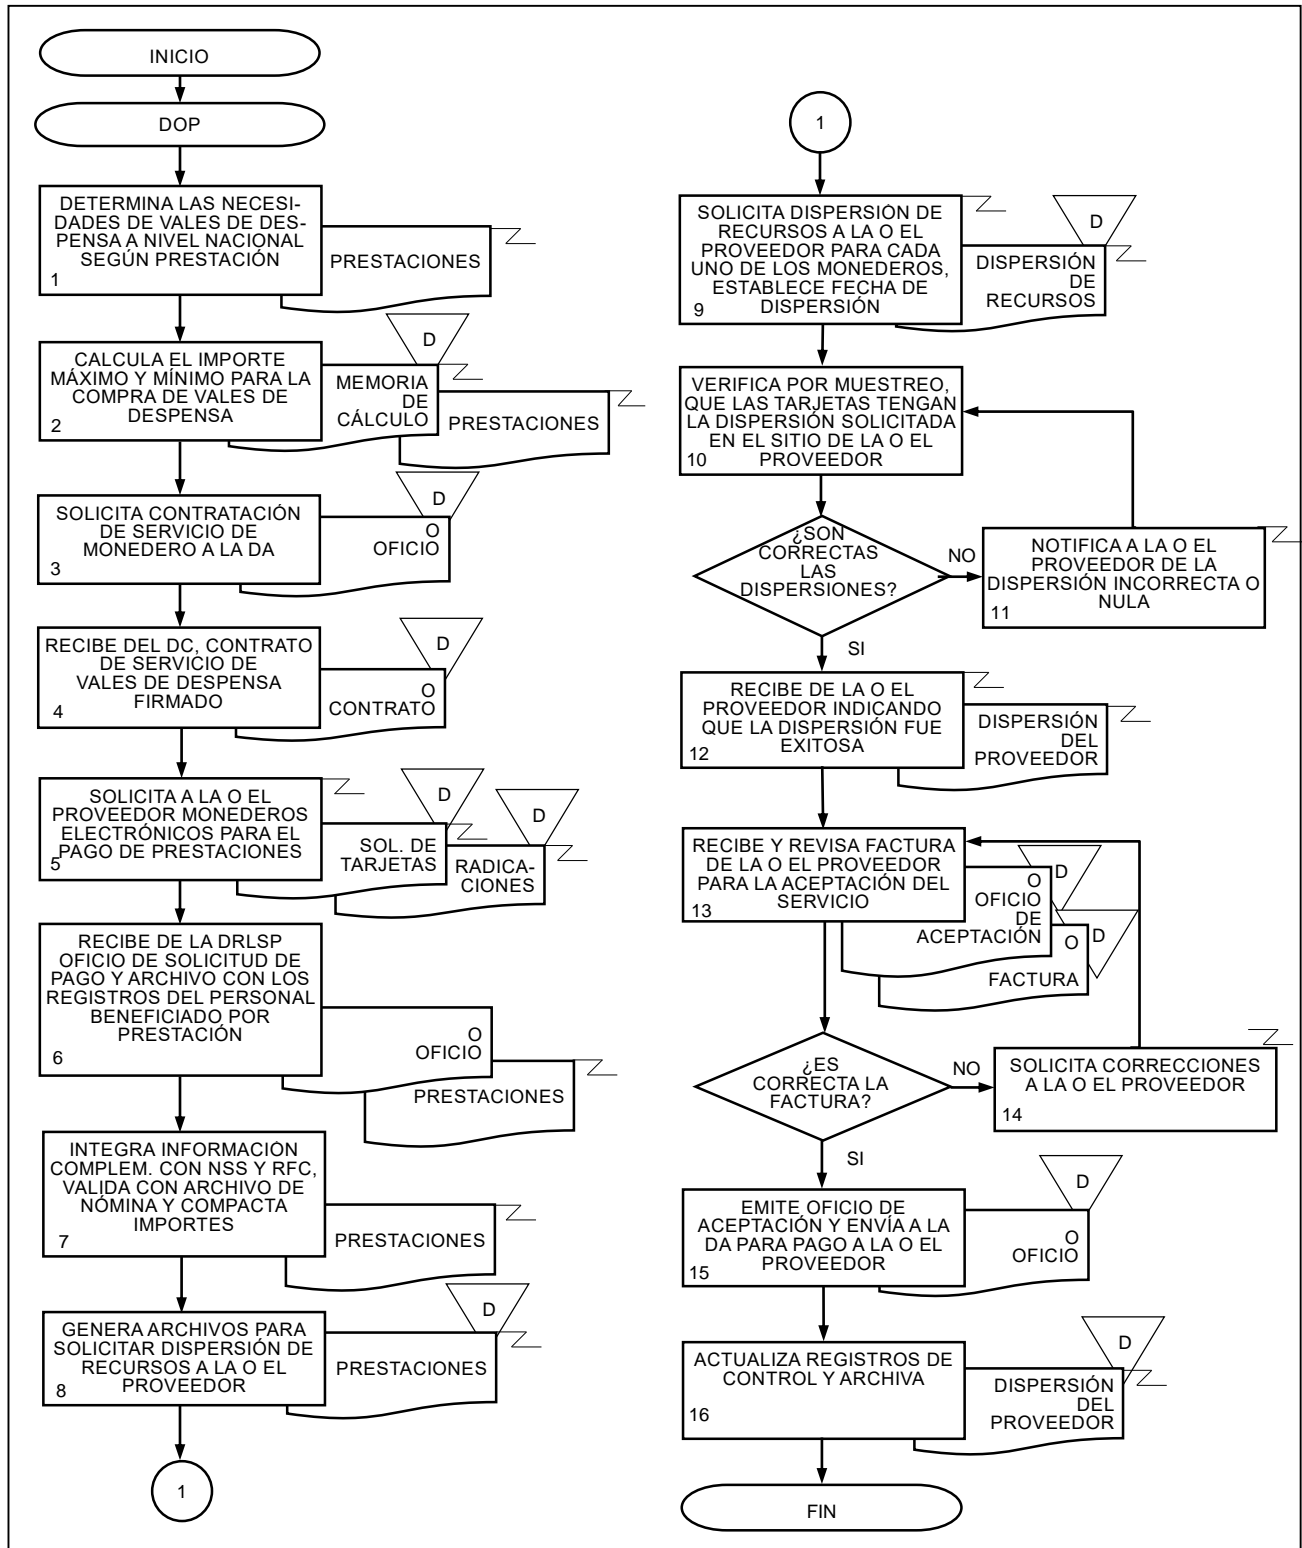 INICIO
DOP
DETERMINA LAS NECESI-
DADES DE VALES DE DES-
PENSA A NIVEL NACIONAL
SEGÚN PRESTACIÓN
1
PRESTACIONES
CALCULA EL IMPORTE
MÁXIMO Y MÍNIMO PARA LA
COMPRA DE VALES DE
DESPENSA
2
D
MEMORIA
DE
CÁLCULO
PRESTACIONES
SOLICITA CONTRATACIÓN
DE SERVICIO DE
MONEDERO A LA DA
3
D
O
OFICIO
RECIBE DEL DC, CONTRATO
DE SERVICIO DE
VALES DE DESPENSA
FIRMADO
4
D
O
CONTRATO
SOLICITA A LA O EL
PROVEEDOR MONEDEROS
ELECTRÓNICOS PARA EL
PAGO DE PRESTACIONES
5
D
SOL. DE
TARJETAS
D
RADICA-
CIONES
RECIBE DE LA DRLSP
OFICIO DE SOLICITUD DE
PAGO Y ARCHIVO CON LOS
REGISTROS DEL PERSONAL
BENEFICIADO POR
PRESTACIÓN
6
O
OFICIO
PRESTACIONES
INTEGRA INFORMACIÓN
COMPLEM. CON NSS Y RFC,
VALIDA CON ARCHIVO DE
NÓMINA Y COMPACTA
IMPORTES
7
PRESTACIONES
GENERA ARCHIVOS PARA
SOLICITAR DISPERSIÓN DE
RECURSOS A LA O EL
PROVEEDOR
8
D
PRESTACIONES
1
1
SOLICITA DISPERSIÓN DE
RECURSOS A LA O EL
PROVEEDOR PARA CADA
UNO DE LOS MONEDEROS,
ESTABLECE FECHA DE
DISPERSIÓN
9
D
DISPERSIÓN
DE
RECURSOS
VERIFICA POR MUESTREO,
QUE LAS TARJETAS TENGAN
LA DISPERSIÓN SOLICITADA
EN EL SITIO DE LA O EL
PROVEEDOR
10
¿SON
CORRECTAS
LAS
DISPERSIONES?
NO
NOTIFICA A LA O EL
PROVEEDOR DE LA
DISPERSIÓN INCORRECTA O
NULA
11
SI
RECIBE DE LA O EL
PROVEEDOR INDICANDO
QUE LA DISPERSIÓN FUE
EXITOSA
12
DISPERSIÓN
DEL
PROVEEDOR
RECIBE Y REVISA FACTURA
DE LA O EL PROVEEDOR
PARA LA ACEPTACIÓN DEL
SERVICIO
13
D
O
OFICIO
DE
ACEPTACIÓN
D
O
FACTURA
¿ES
CORRECTA LA
FACTURA?
NO
SOLICITA CORRECCIONES
A LA O EL PROVEEDOR
14
SI
EMITE OFICIO DE
ACEPTACIÓN Y ENVÍA A LA
DA PARA PAGO A LA O EL
PROVEEDOR
15
D
O
OFICIO
ACTUALIZA REGISTROS DE
CONTROL Y ARCHIVA
16
D
DISPERSIÓN
DEL
PROVEEDOR
FIN